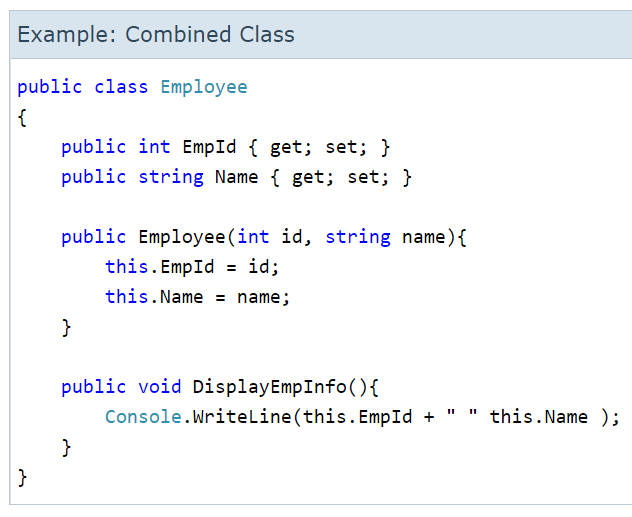 Example: Combined Class
public class Employee
{
    public int EmpId { get; set; }
    public string Name { get; set; }

    public Employee(int id, string name){
        this.EmpId = id;
        this.Name = name;
    }

    public void DisplayEmpInfo(){
        Console.WriteLine(this.EmpId + " " this.Name );
    }
}